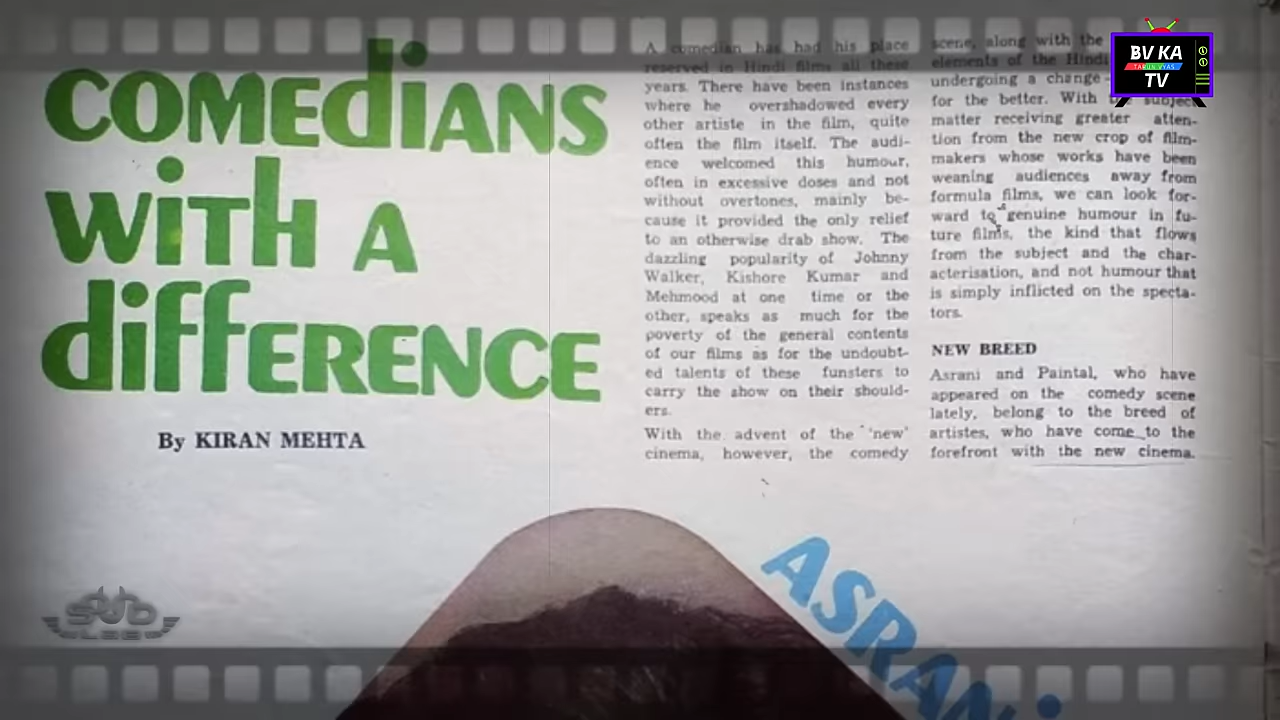 COMEDIANS
WITH A
DIFFERENCE
By KIRAN MEHTA
A comedian has had his place
reserved in Hindi films all these
years. There have been instances
where he overshadowed every
other artiste in the film, quite
often the film itself. The audi-
ence welcomed this humour,
often in excessive doses and not
without overtones, mainly be-
cause it provided the only relief
to an otherwise drab show. The
dazzling popularity of Johnny
Walker, Kishore Kumar and
Mehmood at one time or the
other, speaks as much for the
poverty of the general contents
of our films as for the undoubt-
ed talents of these funsters to
carry the show on their should-
ers.
With the advent of the 'new'
cinema, however, the comedy
scene, along with the
elements of the Hindi
undergoing a change -
for the better. With the subject
matter receiving greater atten-
tion from the new crop of film-
makers whose works have been
weaning audiences away from
formula films, we can look for-
ward to genuine humour in fu-
ture films, the kind that flows
from the subject and the char-
acterisation, and not humour that
is simply inflicted on the specta-
tors.
NEW BREED
Asrani and Paintal, who have
appeared on the comedy scene
lately, belong to the breed of
artistes, who have come to the
forefront with the new cinema.
ASRANI
BV KA
TARUN VYAS
TV
SUB
LAB